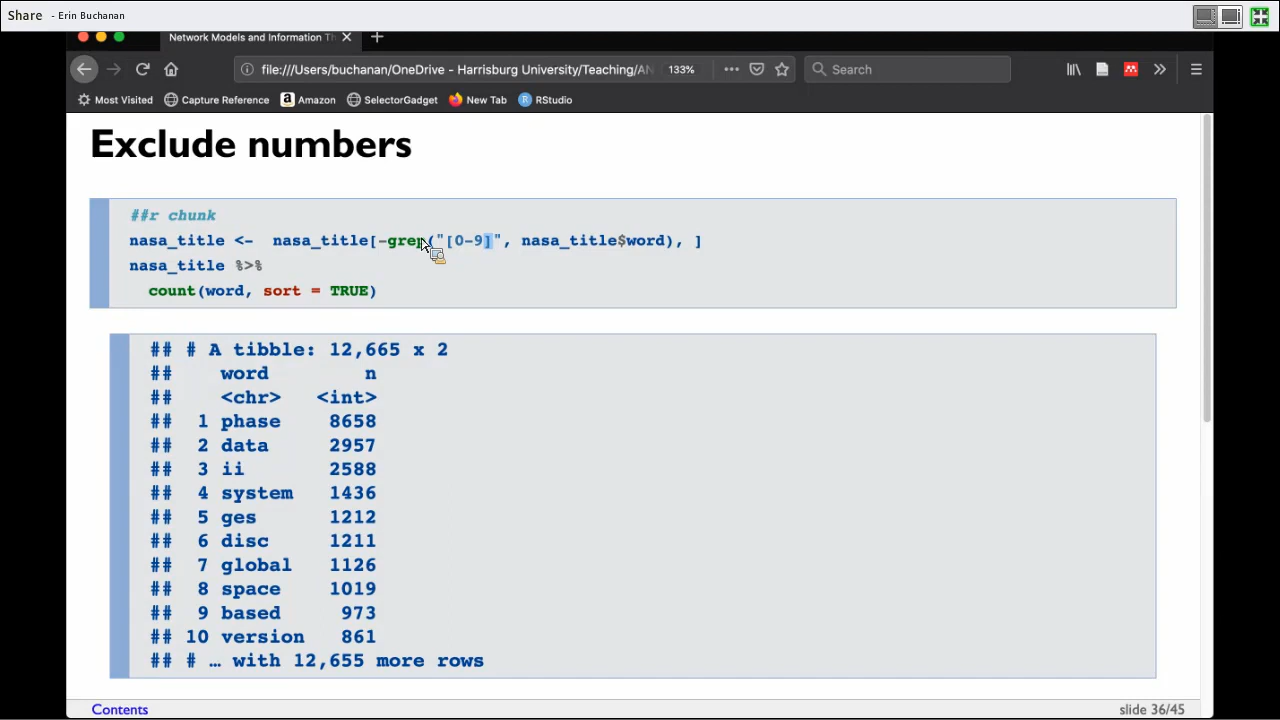 Share - Erin Buchanan
Network Models and Information Th
file:///Users/buchanan/OneDrive - Harrisburg University/Teaching/AN
133%
Search
Most Visited Capture Reference Amazon SelectorGadget New Tab RStudio
Exclude numbers
##r chunk
nasa_title <- nasa_title[-grep("[0-9]", nasa_title$word), ]
nasa_title %>%
count(word, sort = TRUE)
## # A tibble: 12,665 x 2
## word n
## <chr> <int>
## 1 phase 8658
## 2 data 2957
## 3 ii 2588
## 4 system 1436
## 5 ges 1212
## 6 disc 1211
## 7 global 1126
## 8 space 1019
## 9 based 973
## 10 version 861
## # … with 12,655 more rows
Contents
slide 36/45